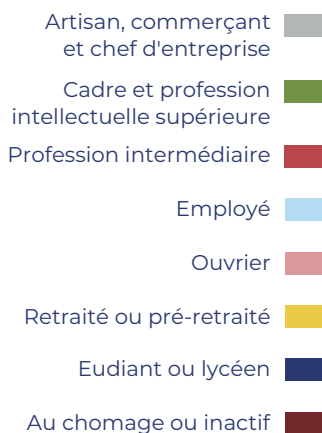 Artisan, commerçant
et chef d'entreprise
Cadre et profession
intellectuelle supérieure
Profession intermédiaire
Employé
Ouvrier
Retraité ou pré-retraité
Eudiant ou lycéen
Au chomage ou inactif